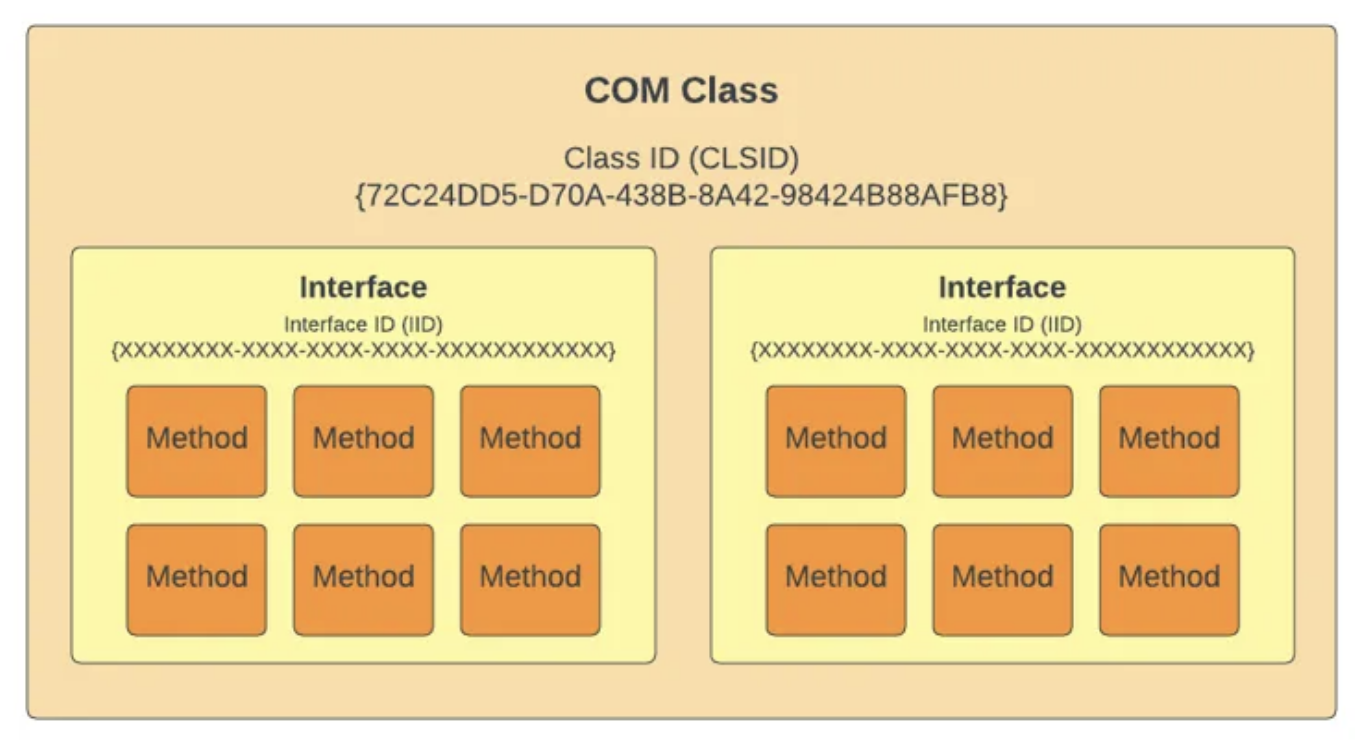 COM Class
Class ID (CLSID)
{72C24DD5-D70A-438B-8A42-98424B88AFB8}
Interface
Interface ID (IID)
{XXXXXXXX-XXXX-XXXX-XXXX-XXXXXXXXXXXX}
Method Method Method
Method Method Method
Interface
Interface ID (IID)
{XXXXXXXX-XXXX-XXXX-XXXX-XXXXXXXXXXXX}
Method Method Method
Method Method Method